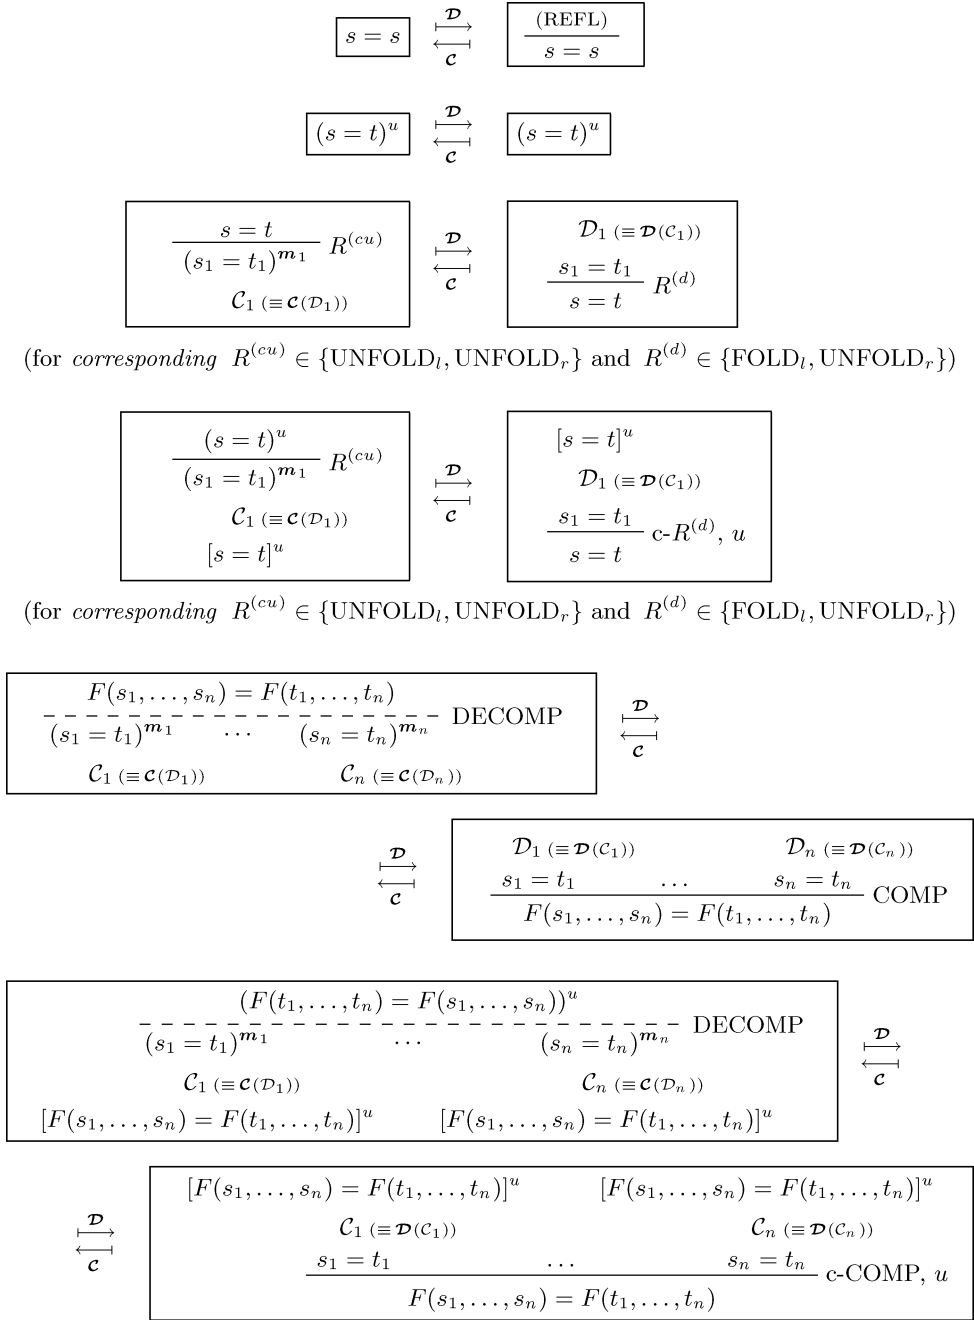 s = s 𝓓 (REFL)
𝓒 s = s
(s = t)^u 𝓓 (s = t)^u
𝓒
s = t 𝓓 𝒟_1 (≡ 𝓓(𝒞_1))
(s_1 = t_1)^{m_1} R^{(cu)} 𝓒 s_1 = t_1
𝒞_1 (≡ 𝓒(𝒟_1)) s = t R^{(d)}
(for corresponding R^{(cu)} ∈ {UNFOLD_l, UNFOLD_r} and R^{(d)} ∈ {FOLD_l, UNFOLD_r})
(s = t)^u [s = t]^u
(s_1 = t_1)^{m_1} R^{(cu)} 𝓓 𝒟_1 (≡ 𝓓(𝒞_1))
𝒞_1 (≡ 𝓒(𝒟_1)) 𝓒 s_1 = t_1
[s = t]^u s = t c-R^{(d)}, u
(for corresponding R^{(cu)} ∈ {UNFOLD_l, UNFOLD_r} and R^{(d)} ∈ {FOLD_l, UNFOLD_r})
F(s_1, …, s_n) = F(t_1, …, t_n) 𝓓
(s_1 = t_1)^{m_1} … (s_n = t_n)^{m_n} DECOMP 𝓒
𝒞_1 (≡ 𝓒(𝒟_1)) 𝒞_n (≡ 𝓒(𝒟_n))
𝓓 𝒟_1 (≡ 𝓓(𝒞_1)) 𝒟_n (≡ 𝓓(𝒞_n))
𝓒 s_1 = t_1 … s_n = t_n COMP
F(s_1, …, s_n) = F(t_1, …, t_n)
(F(t_1, …, t_n) = F(s_1, …, s_n))^u
(s_1 = t_1)^{m_1} … (s_n = t_n)^{m_n} DECOMP 𝓓
𝒞_1 (≡ 𝓒(𝒟_1)) 𝒞_n (≡ 𝓒(𝒟_n)) 𝓒
[F(s_1, …, s_n) = F(t_1, …, t_n)]^u [F(s_1, …, s_n) = F(t_1, …, t_n)]^u
[F(s_1, …, s_n) = F(t_1, …, t_n)]^u [F(s_1, …, s_n) = F(t_1, …, t_n)]^u
𝓓 𝒞_1 (≡ 𝓓(𝒞_1)) 𝒞_n (≡ 𝓓(𝒞_n))
𝓒 s_1 = t_1 … s_n = t_n c-COMP, u
F(s_1, …, s_n) = F(t_1, …, t_n)